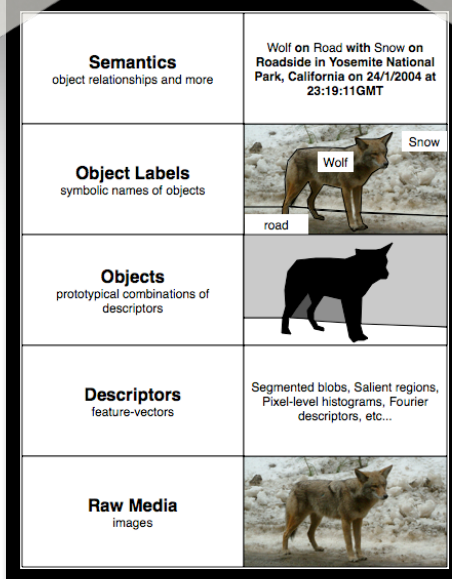 Semantics
object relationships and more
Wolf on Road with Snow on
Roadside in Yosemite National
Park, California on 24/1/2004 at
23:19:11GMT
Object Labels
symbolic names of objects
Snow
Wolf
road
Objects
prototypical combinations of
descriptors
Descriptors
feature-vectors
Segmented blobs, Salient regions,
Pixel-level histograms, Fourier
descriptors, etc...
Raw Media
images